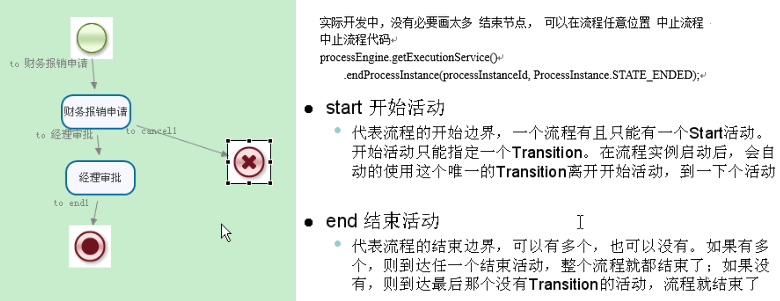 to 财务报销申请
财务报销申请
to 经理审批
to cancel1
经理审批
to end1
实际开发中，没有必要画太多 结束节点， 可以在流程任意位置 中止流程
中止流程代码
processEngine.getExecutionService()
.endProcessInstance(processInstanceId, ProcessInstance.STATE_ENDED);
start 开始活动
代表流程的开始边界，一个流程有且只能有一个Start活动。
开始活动只能指定一个Transition。在流程实例启动后，会自
动的使用这个唯一的Transition离开开始活动，到一下个活动
end 结束活动
代表流程的结束边界，可以有多个，也可以没有。如果有多
个，则到达任一个结束活动，整个流程就都结束了；如果没
有，则到达最后那个没有Transition的活动，流程就结束了